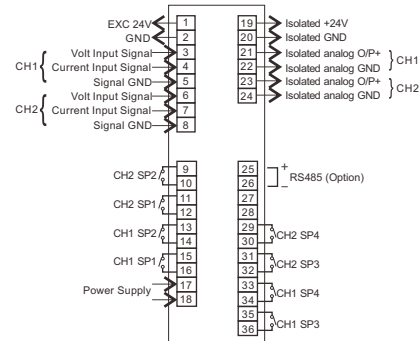 EXC 24V 1
GND 2
Volt Input Signal 3
CH1 Current Input Signal 4
Signal GND 5
Volt Input Signal 6
CH2 Current Input Signal 7
Signal GND 8
CH2 SP2 9
10
CH2 SP1 11
12
CH1 SP2 13
14
CH1 SP1 15
16
Power Supply 17
18
19 Isolated +24V
20 Isolated GND
21 Isolated analog O/P+
22 Isolated analog GND CH1
23 Isolated analog O/P+
24 Isolated analog GND CH2
25 +
26 − RS485 (Option)
27
28
29 CH2 SP4
30
31 CH2 SP3
32
33 CH1 SP4
34
35 CH1 SP3
36